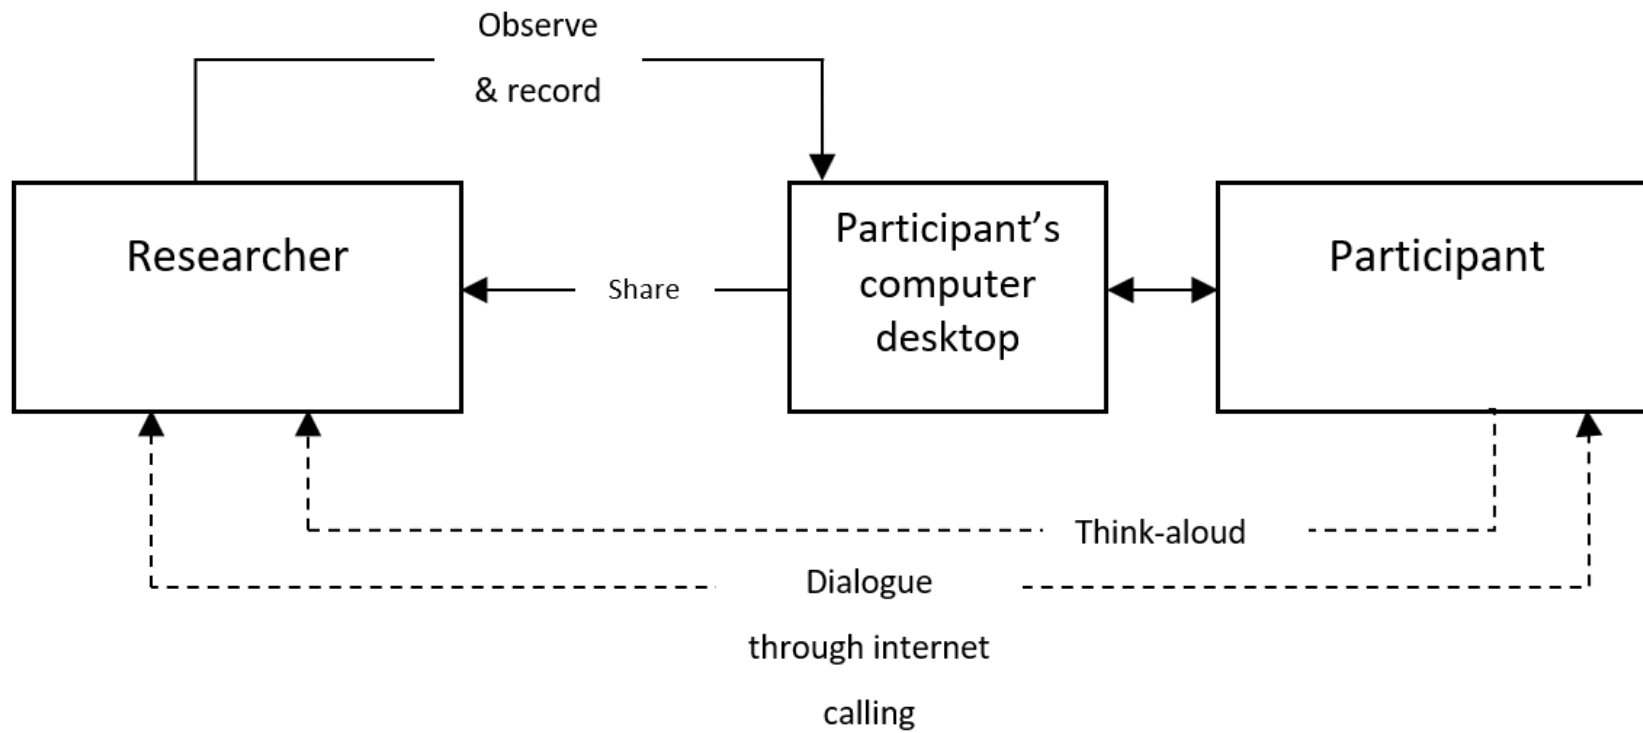 Observe
& record
Researcher
Share
Participant’s
computer
desktop
Participant
Think-aloud
Dialogue
through internet
calling